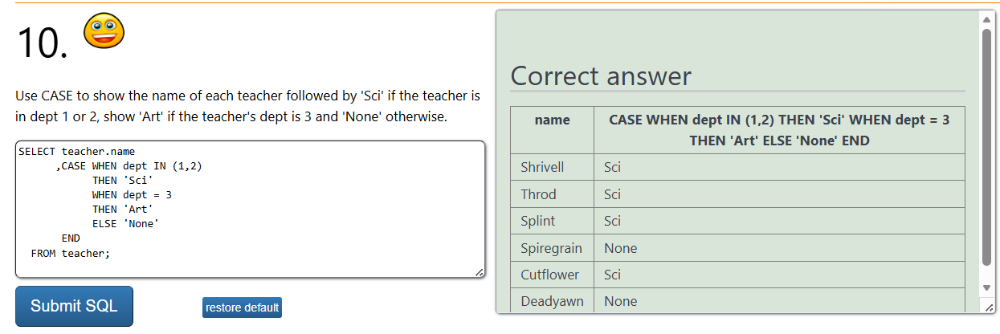 10.
Use CASE to show the name of each teacher followed by 'Sci' if the teacher is
in dept 1 or 2, show 'Art' if the teacher's dept is 3 and 'None' otherwise.
SELECT teacher.name
,CASE WHEN dept IN (1,2)
THEN 'Sci'
WHEN dept = 3
THEN 'Art'
ELSE 'None'
END
FROM teacher;
Submit SQL
restore default
Correct answer
name CASE WHEN dept IN (1,2) THEN 'Sci' WHEN dept = 3
THEN 'Art' ELSE 'None' END
Shrivell Sci
Throd Sci
Splint Sci
Spiregrain None
Cutflower Sci
Deadyawn None